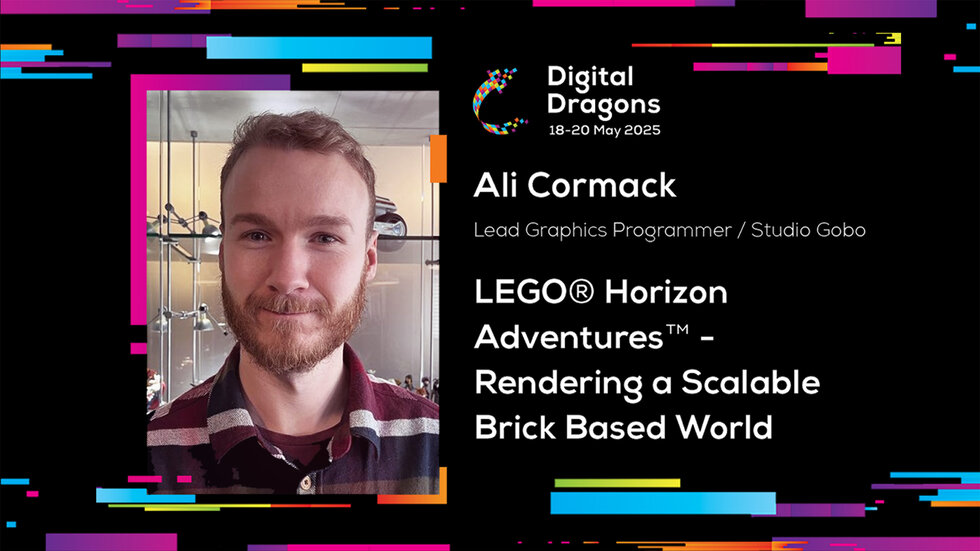 Digital
Dragons
18-20 May 2025
Ali Cormack
Lead Graphics Programmer / Studio Gobo
LEGO® Horizon
Adventures™ -
Rendering a Scalable
Brick Based World